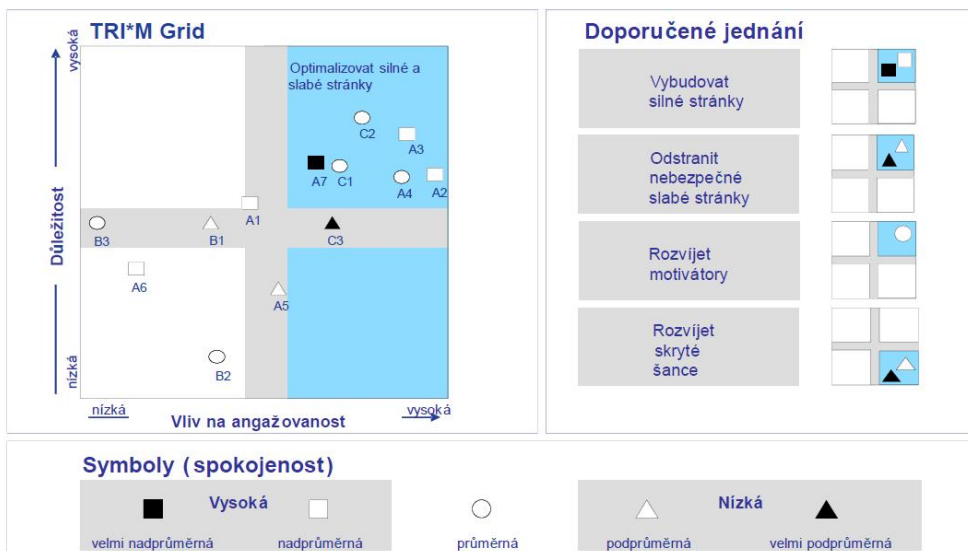 TRI*M Grid
vysoká
Důležitost
nízká
Optimalizovat silné a
slabé stránky
C2
A3
A7
C1
A4
A2
A1
B3
B1
C3
A6
A5
B2
nízká
vysoká
Vliv na angažovanost
Doporučené jednání
Vybudovat
silné stránky
Odstranit
nebezpečné
slabé stránky
Rozvíjet
motivátory
Rozvíjet
skryté
šance
Symboly (spokojenost)
Vysoká
Nízká
velmi nadprůměrná
nadprůměrná
průměrná
podprůměrná
velmi podprůměrná